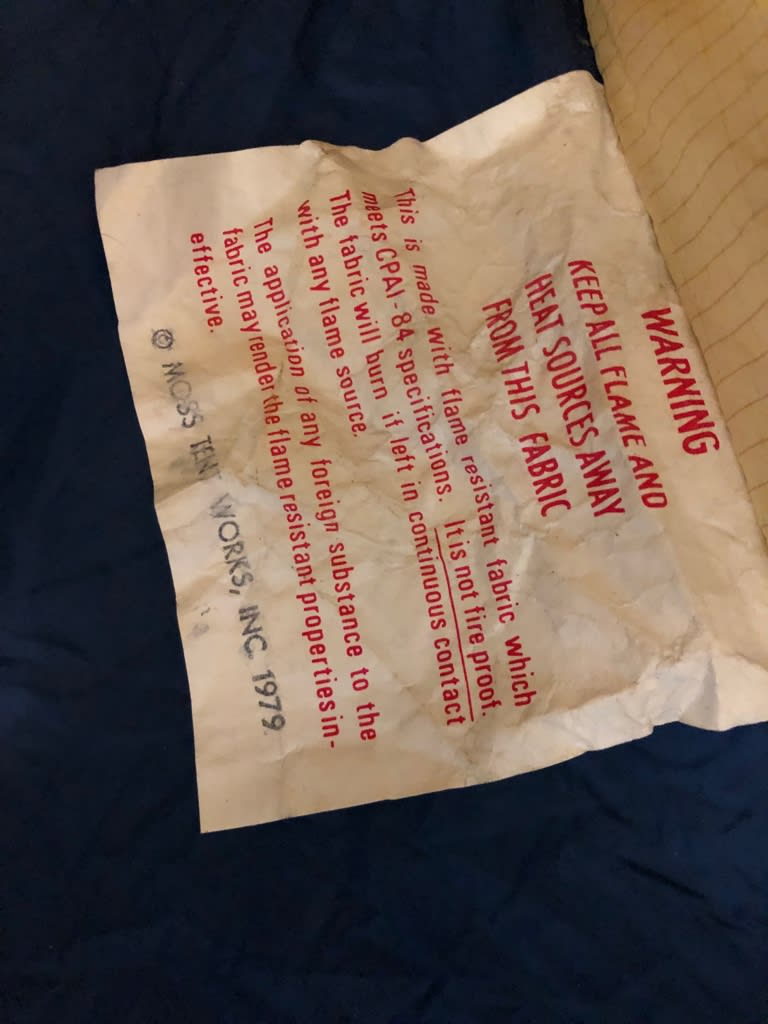 WARNING
KEEP ALL FLAME AND
HEAT SOURCES AWAY
FROM THIS FABRIC
This is made with flame resistant fabric which
meets CPAI - 84 specifications. It is not fire proof.
The fabric will burn if left in continuous contact
with any flame source.
The application of any foreign substance to the
fabric may render the flame resistant properties in-
effective.
© MOSS TENT WORKS, INC. 1979